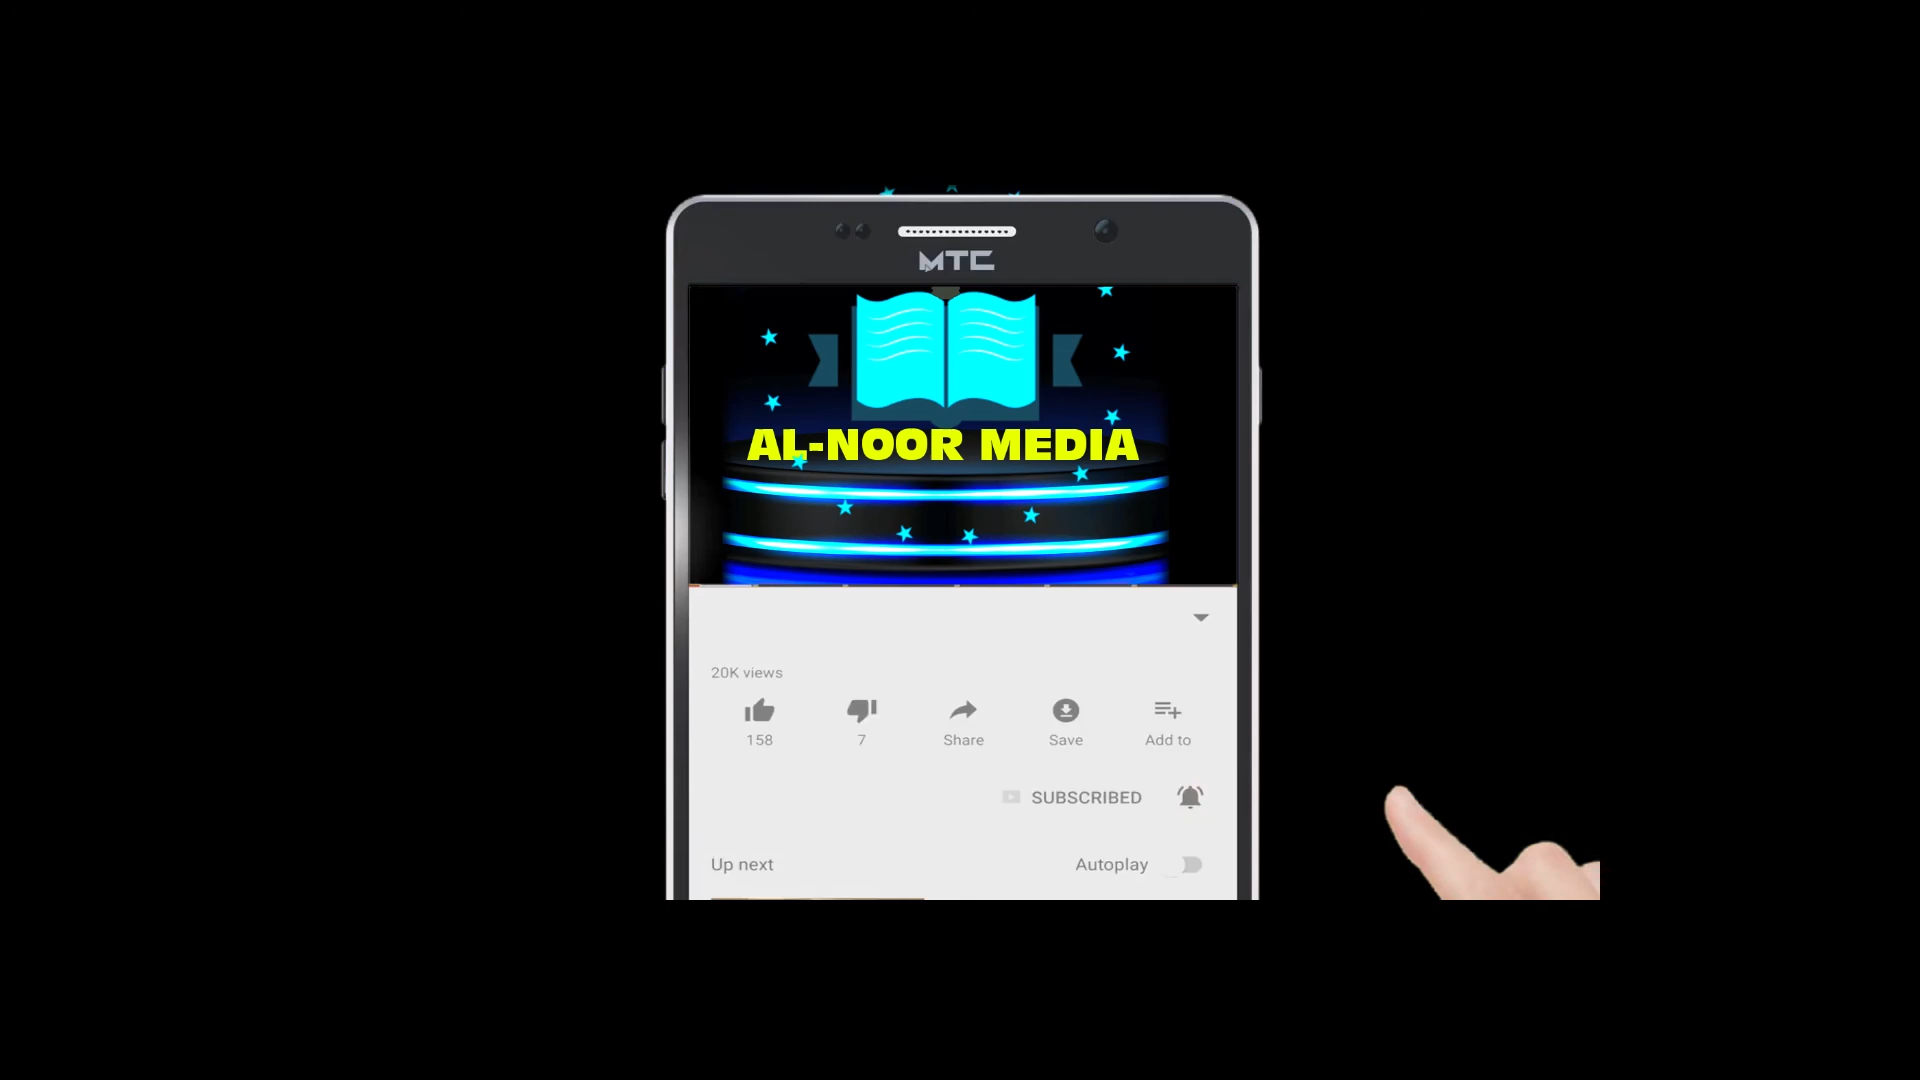 MTC
AL-NOOR MEDIA
20K views
158
7
Share
Save
Add to
SUBSCRIBED
Up next
Autoplay